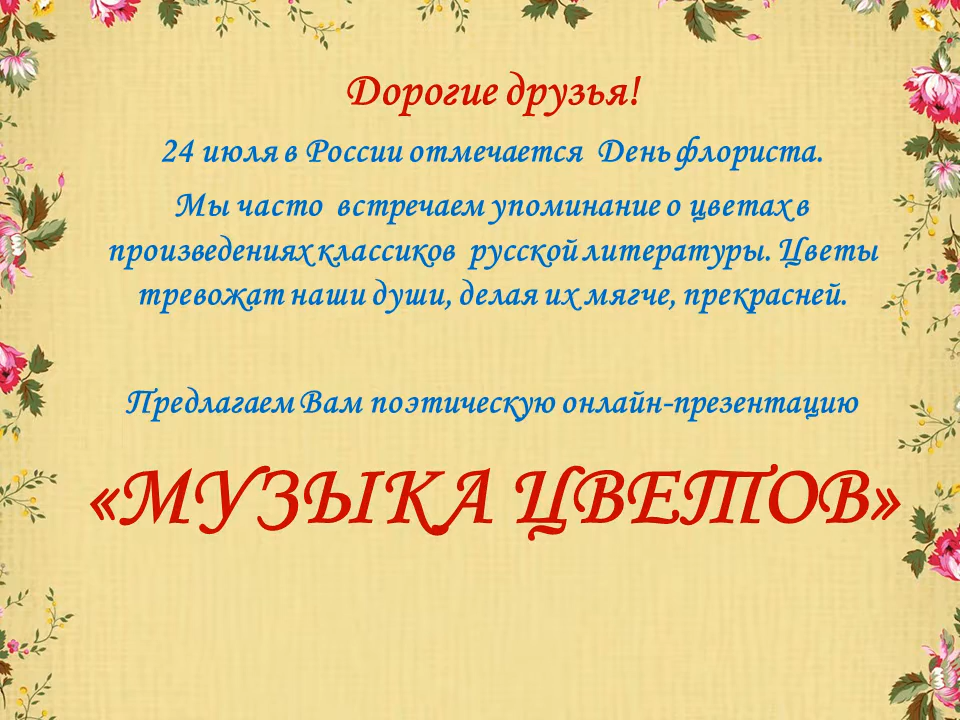 Дорогие друзья!
24 июля в России отмечается День флориста.
Мы часто встречаем упоминание о цветах в
произведениях классиков русской литературы. Цветы
тревожат наши души, делая их мягче, прекрасней.
Предлагаем Вам поэтическую онлайн-презентацию
«МУЗЫКА ЦВЕТОВ»